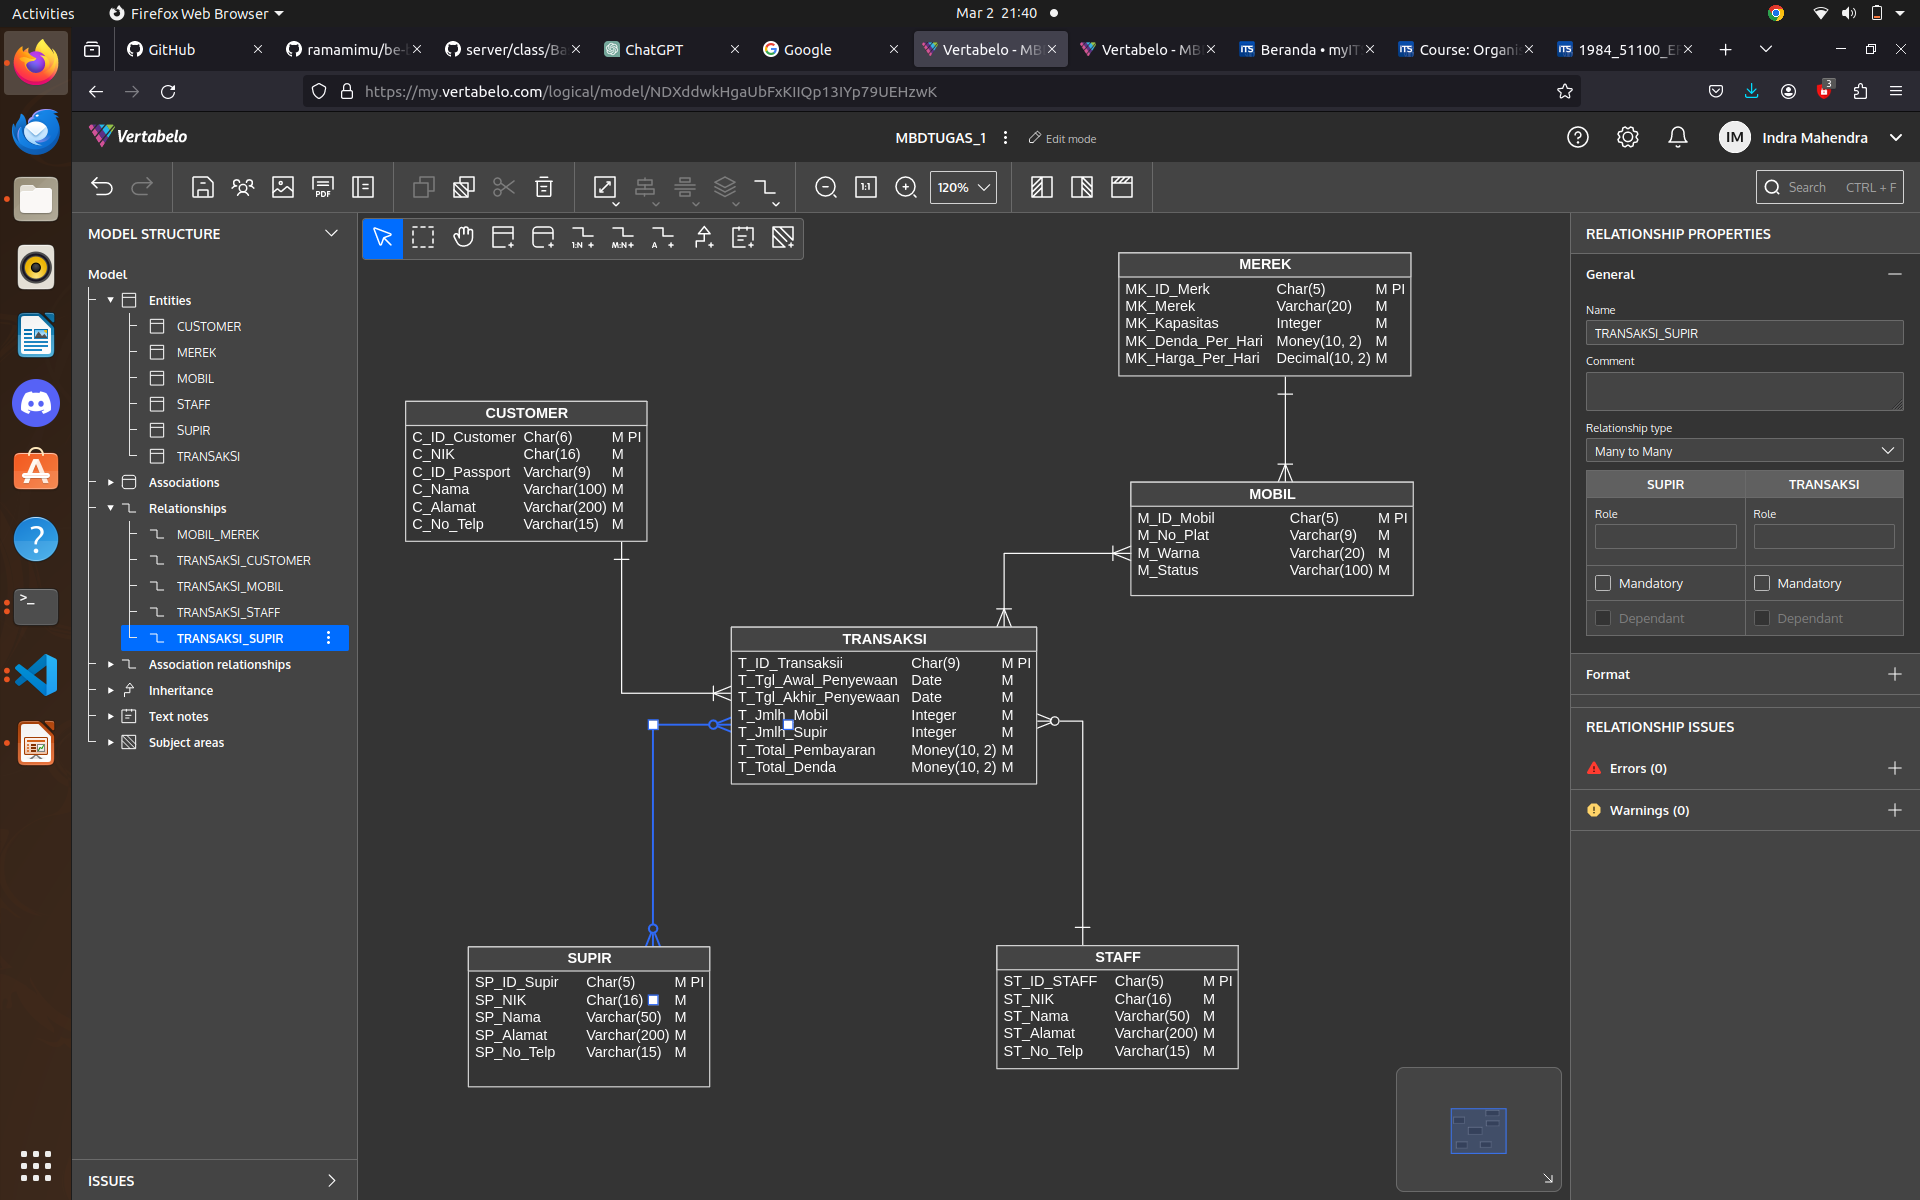 Activities
Firefox Web Browser
Mar 2 21:40
GitHub
ramamimu/be-
server/class/Ba
ChatGPT
Google
Vertabelo - MB
Vertabelo - MB
ITS Beranda • myIT
ITS Course: Organi
ITS 1984_51100_E
https://my.vertabelo.com/logical/model/NDXddwkHgaUbFxKIIQp13IYp79UEHzwK
3
Vertabelo
MBDTUGAS_1
Edit mode
IM Indra Mahendra
PDF
1:1
120%
Search CTRL + F
MODEL STRUCTURE
Model
Entities
CUSTOMER
MEREK
MOBIL
STAFF
SUPIR
TRANSAKSI
Associations
Relationships
MOBIL_MEREK
TRANSAKSI_CUSTOMER
TRANSAKSI_MOBIL
TRANSAKSI_STAFF
TRANSAKSI_SUPIR
Association relationships
Inheritance
Text notes
Subject areas
ISSUES
1:N M:N A
MEREK
MK_ID_Merk Char(5) M PI
MK_Merek Varchar(20) M
MK_Kapasitas Integer M
MK_Denda_Per_Hari Money(10, 2) M
MK_Harga_Per_Hari Decimal(10, 2) M
CUSTOMER
C_ID_Customer Char(6) M PI
C_NIK Char(16) M
C_ID_Passport Varchar(9) M
C_Nama Varchar(100) M
C_Alamat Varchar(200) M
C_No_Telp Varchar(15) M
MOBIL
M_ID_Mobil Char(5) M PI
M_No_Plat Varchar(9) M
M_Warna Varchar(20) M
M_Status Varchar(100) M
TRANSAKSI
T_ID_Transaksii Char(9) M PI
T_Tgl_Awal_Penyewaan Date M
T_Tgl_Akhir_Penyewaan Date M
T_Jmlh_Mobil Integer M
T_Jmlh_Supir Integer M
T_Total_Pembayaran Money(10, 2) M
T_Total_Denda Money(10, 2) M
SUPIR
SP_ID_Supir Char(5) M PI
SP_NIK Char(16) M
SP_Nama Varchar(50) M
SP_Alamat Varchar(200) M
SP_No_Telp Varchar(15) M
STAFF
ST_ID_STAFF Char(5) M PI
ST_NIK Char(16) M
ST_Nama Varchar(50) M
ST_Alamat Varchar(200) M
ST_No_Telp Varchar(15) M
RELATIONSHIP PROPERTIES
General
Name
TRANSAKSI_SUPIR
Comment
Relationship type
Many to Many
SUPIR TRANSAKSI
Role Role
Mandatory Mandatory
Dependant Dependant
Format
RELATIONSHIP ISSUES
Errors (0)
Warnings (0)